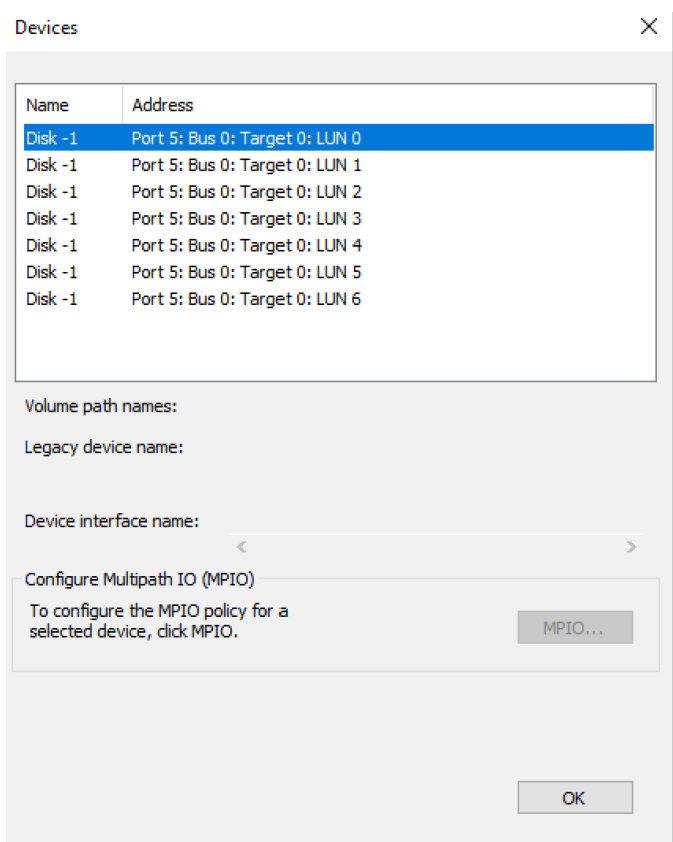 Devices
Name Address
Disk -1 Port 5: Bus 0: Target 0: LUN 0
Disk -1 Port 5: Bus 0: Target 0: LUN 1
Disk -1 Port 5: Bus 0: Target 0: LUN 2
Disk -1 Port 5: Bus 0: Target 0: LUN 3
Disk -1 Port 5: Bus 0: Target 0: LUN 4
Disk -1 Port 5: Bus 0: Target 0: LUN 5
Disk -1 Port 5: Bus 0: Target 0: LUN 6
Volume path names:
Legacy device name:
Device interface name:
Configure Multipath IO (MPIO)
To configure the MPIO policy for a
selected device, click MPIO.
MPIO...
OK